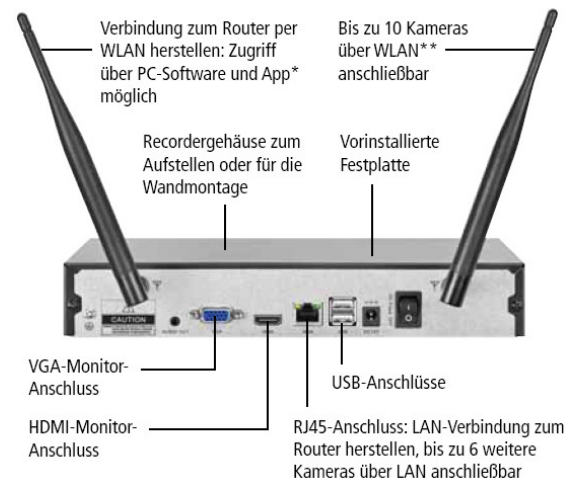 Verbindung zum Router per
WLAN herstellen: Zugriff
über PC-Software und App*
möglich
Bis zu 10 Kameras
über WLAN**
anschließbar
Recordergehäuse zum
Aufstellen oder für die
Wandmontage
Vorinstallierte
Festplatte
CAUTION
AUDIO OUT
VGA-Monitor-
Anschluss
HDMI-Monitor-
Anschluss
USB-Anschlüsse
RJ45-Anschluss: LAN-Verbindung zum
Router herstellen, bis zu 6 weitere
Kameras über LAN anschließbar